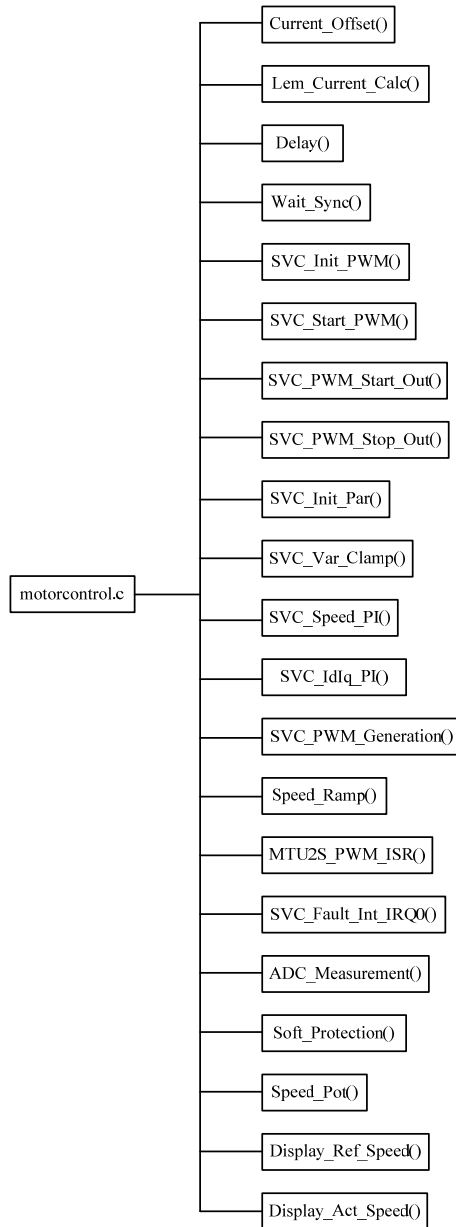 Current_Offset()
Lem_Current_Calc()
Delay()
Wait_Sync()
SVC_Init_PWM()
SVC_Start_PWM()
SVC_PWM_Start_Out()
SVC_PWM_Stop_Out()
SVC_Init_Par()
SVC_Var_Clamp()
motorcontrol.c
SVC_Speed_PI()
SVC_IdIq_PI()
SVC_PWM_Generation()
Speed_Ramp()
MTU2S_PWM_ISR()
SVC_Fault_Int_IRQ0()
ADC_Measurement()
Soft_Protection()
Speed_Pot()
Display_Ref_Speed()
Display_Act_Speed()